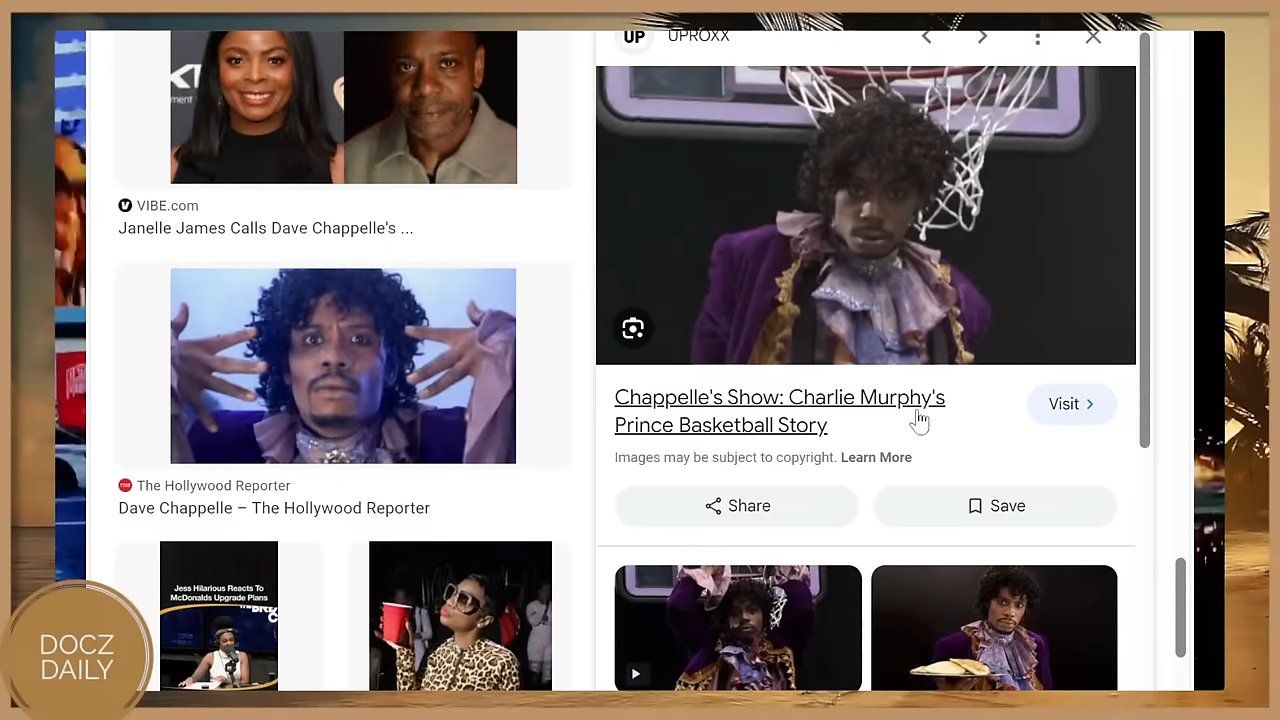 UP UPROXX
VIBE.com
Janelle James Calls Dave Chappelle's ...
The Hollywood Reporter
Dave Chappelle – The Hollywood Reporter
Jess Hilarious Reacts To
McDonalds Upgrade Plans
Chappelle's Show: Charlie Murphy's
Prince Basketball Story
Visit
Images may be subject to copyright. Learn More
Share
Save
DOCZ
DAILY